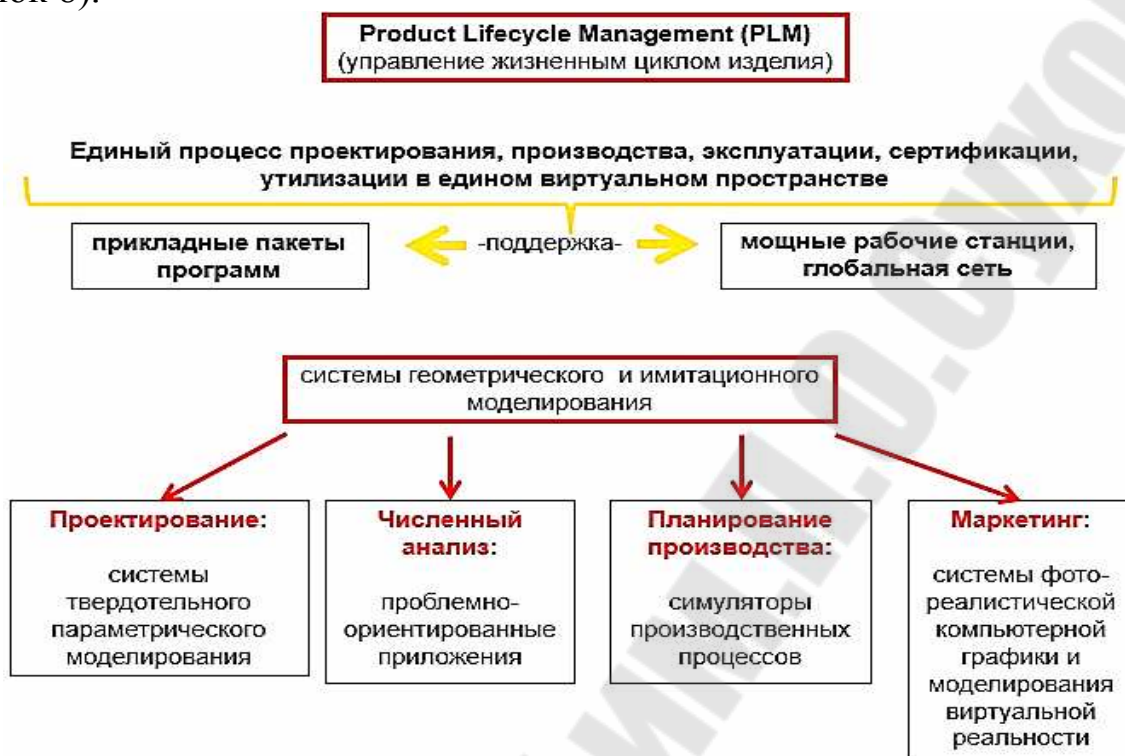 Product Lifecycle Management (PLM)
(управление жизненным циклом изделия)
Единый процесс проектирования, производства, эксплуатации, сертификации,
утилизации в едином виртуальном пространстве
прикладные пакеты
программ
-поддержка-
мощные рабочие станции,
глобальная сеть
системы геометрического и имитационного
моделирования
Проектирование:
системы
твердотельного
параметрического
моделирования
Численный
анализ:
проблемно-
ориентированные
приложения
Планирование
производства:
симуляторы
производственных
процессов
Маркетинг:
системы фото-
реалистической
компьютерной
графики и
моделирования
виртуальной
реальности